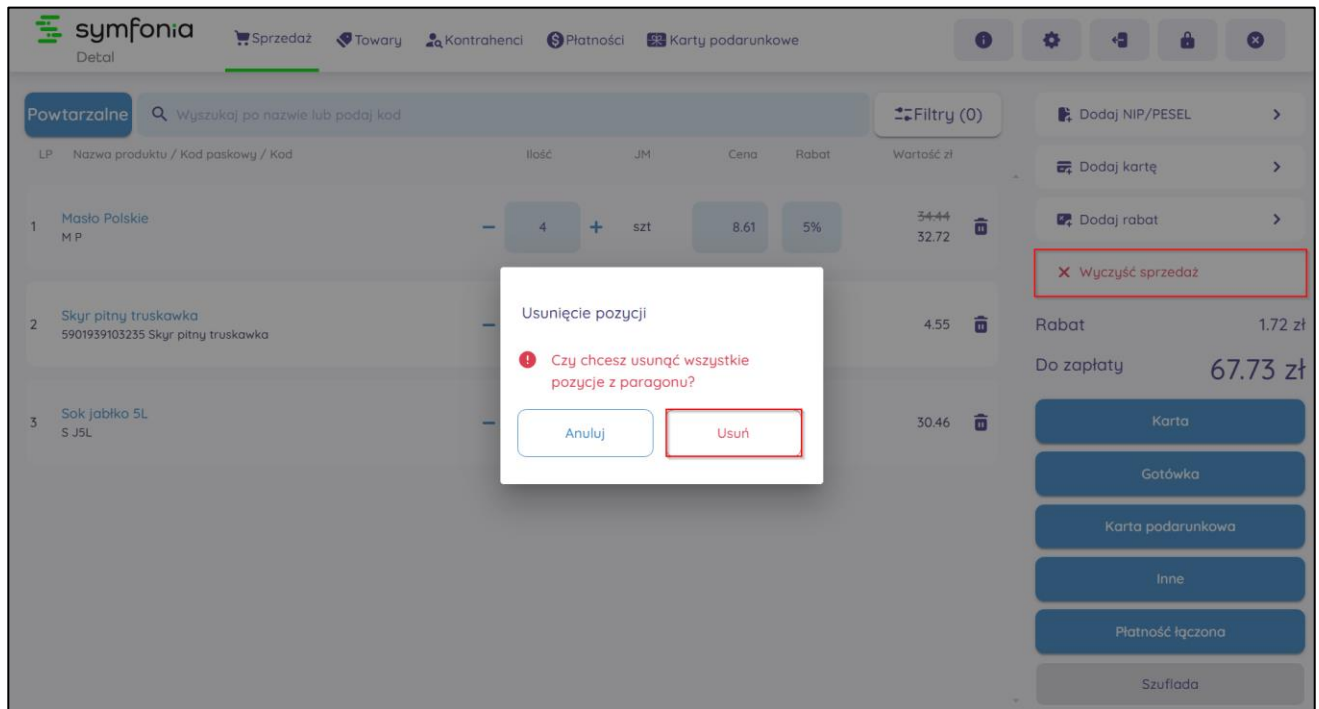 symfonia
Detal
Sprzedaż Towary Kontrahenci Płatności Karty podarunkowe
Powtarzalne Wyszukaj po nazwie lub podaj kod Filtry (0)
LP Nazwa produktu / Kod paskowy / Kod Ilość JM Cena Rabat Wartość zł
1 Masło Polskie
M P
4 szt 8.61 5% 34.44
32.72
2 Skyr pitny truskawka
5901939103235 Skyr pitny truskawka
4.55
3 Sok jabłko 5L
S J5L
30.46
Usunięcie pozycji
Czy chcesz usunąć wszystkie
pozycje z paragonu?
Anuluj Usuń
Dodaj NIP/PESEL
Dodaj kartę
Dodaj rabat
Wyczyść sprzedaż
Rabat 1.72 zł
Do zapłaty 67.73 zł
Karta
Gotówka
Karta podarunkowa
Inne
Płatność łączona
Szuflada